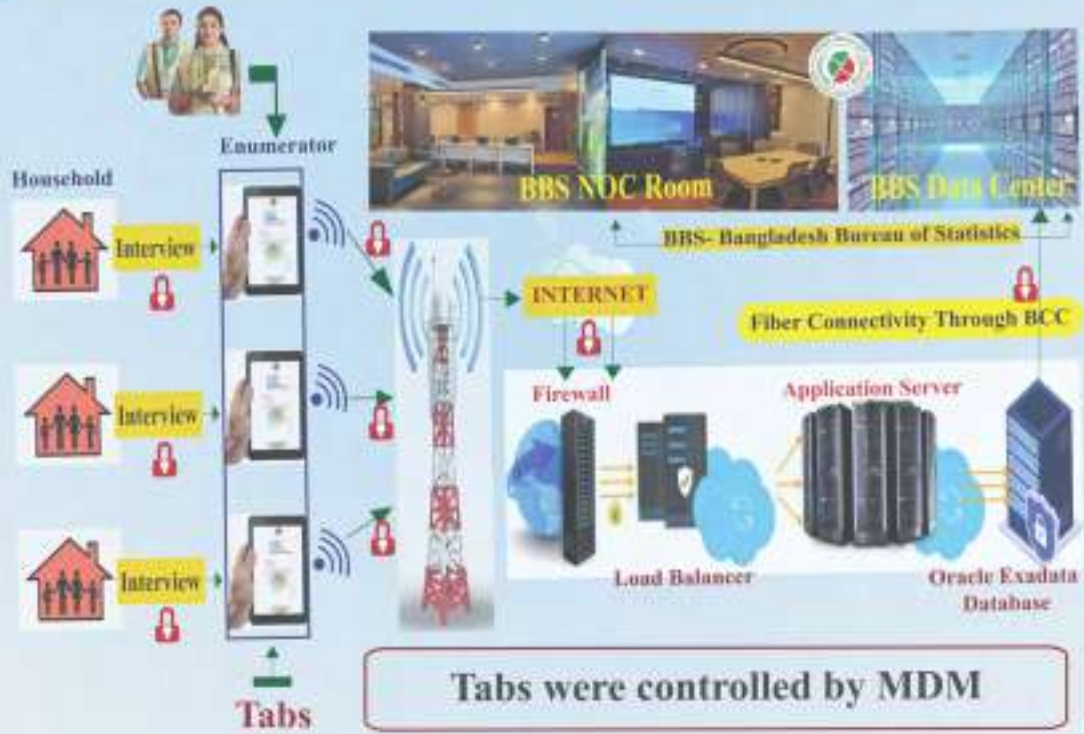 Enumerator
Household
Interview
Interview
Interview
Tabs
BBS NOC Room
BBS Data Center
BBS- Bangladesh Bureau of Statistics
INTERNET
Fiber Connectivity Through BCC
Firewall
Application Server
Load Balancer
Oracle Exadata
Database
Tabs were controlled by MDM